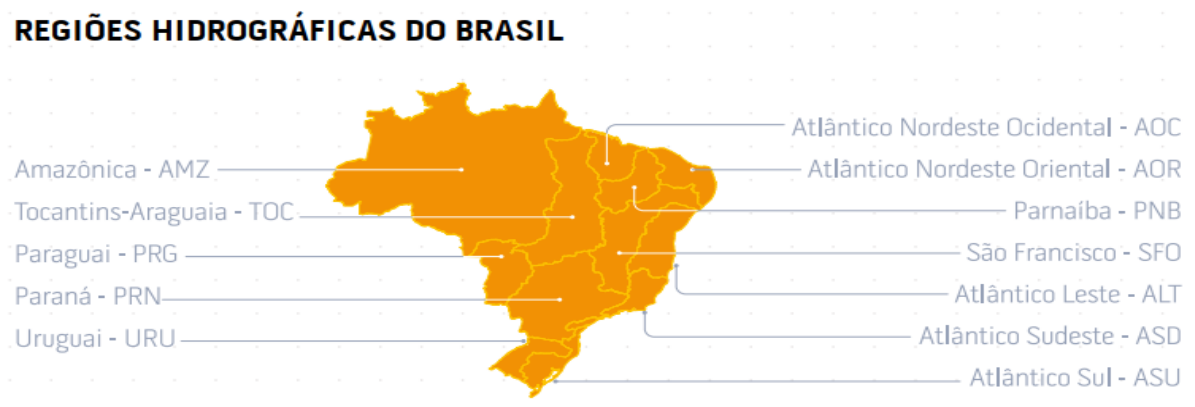 REGIÕES HIDROGRÁFICAS DO BRASIL
Amazônica - AMZ
Tocantins-Araguaia - TOC
Paraguai - PRG
Paraná - PRN
Uruguai - URU
Atlântico Nordeste Ocidental - AOC
Atlântico Nordeste Oriental - AOR
Parnaíba - PNB
São Francisco - SFO
Atlântico Leste - ALT
Atlântico Sudeste - ASD
Atlântico Sul - ASU